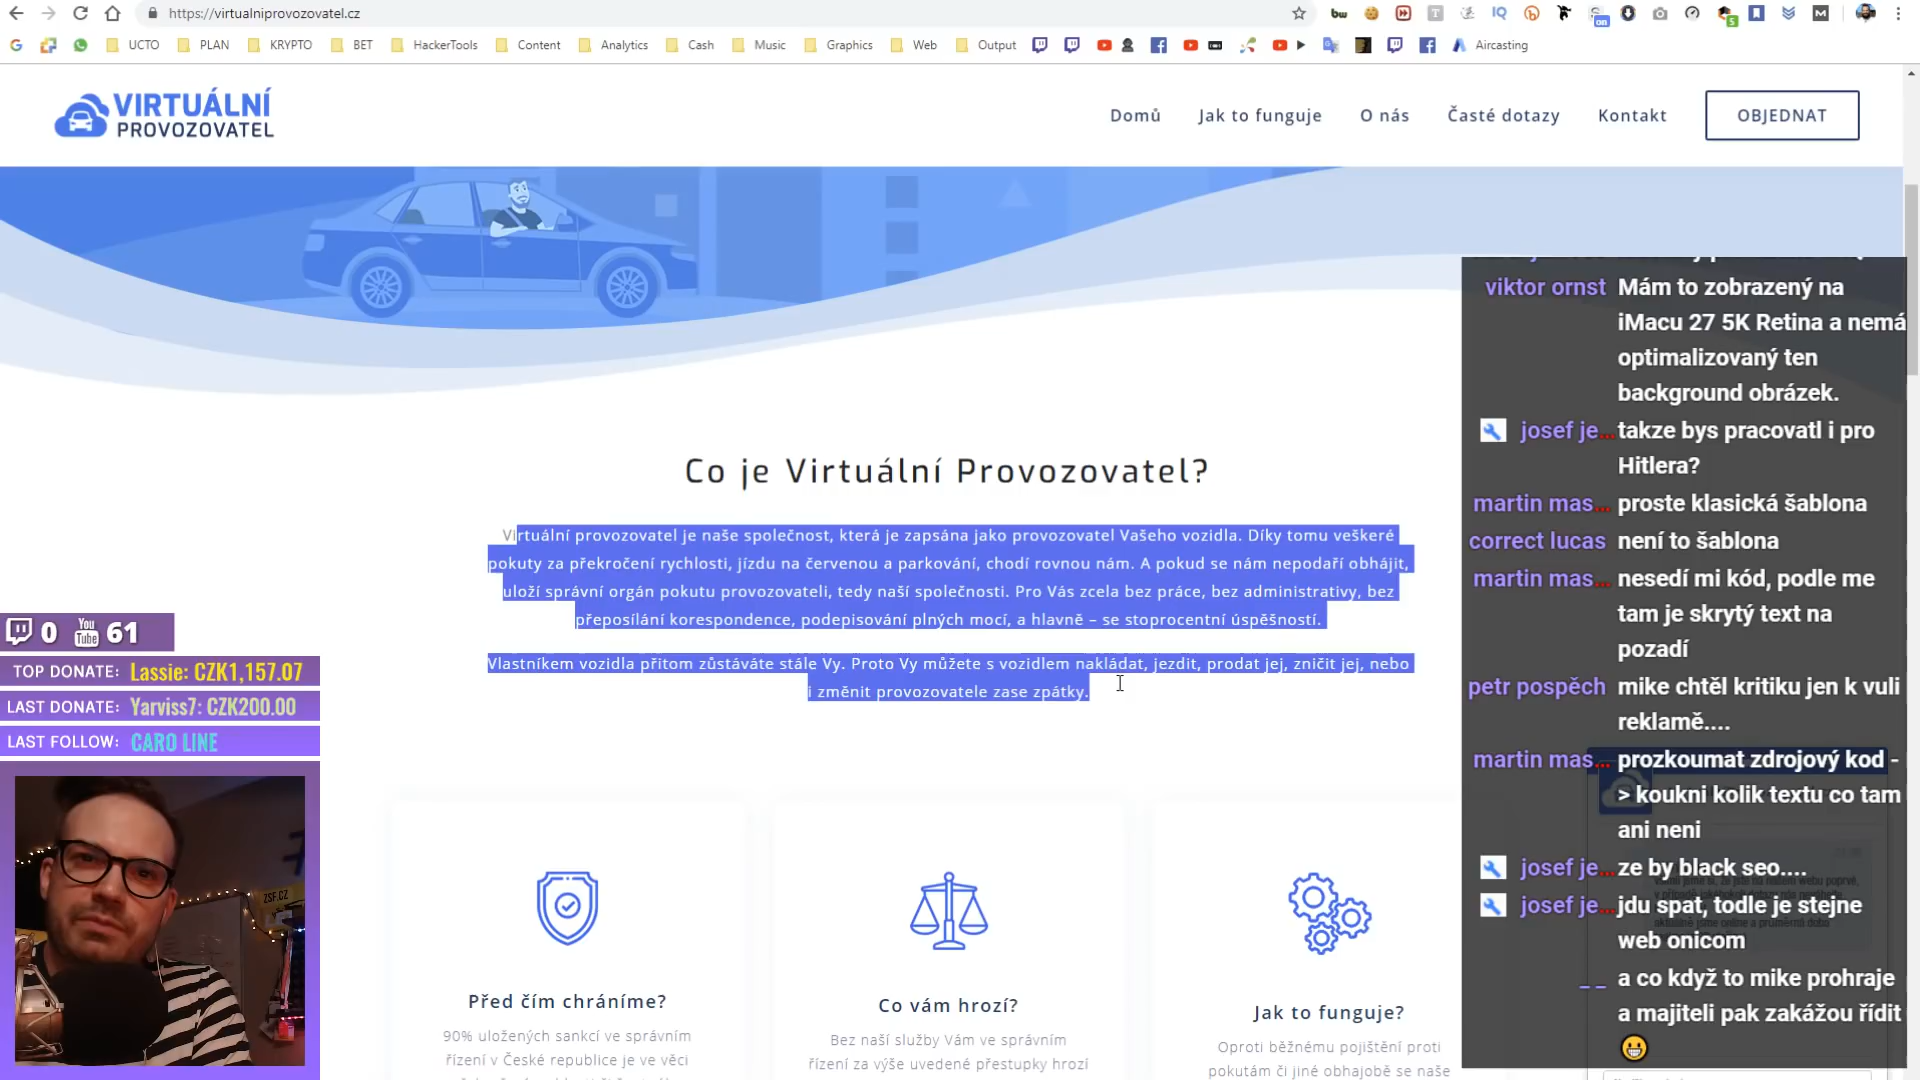 https://virtualniprovozovatel.cz
UCTO PLAN KRYPTO BET HackerTools Content Analytics Cash Music Graphics Web Output Aircasting
VIRTUÁLNÍ
PROVOZOVATEL
Domů Jak to funguje O nás Časté dotazy Kontakt OBJEDNAT
Co je Virtuální Provozovatel?
Virtuální provozovatel je naše společnost, která je zapsána jako provozovatel Vašeho vozidla. Díky tomu veškeré
pokuty za překročení rychlosti, jízdu na červenou a parkování, chodí rovnou nám. A pokud se nám nepodaří obhájit,
uloží správní orgán pokutu provozovateli, tedy naší společnosti. Pro Vás zcela bez práce, bez administrativy, bez
přeposílání korespondence, podepisování plných mocí, a hlavně – se stoprocentní úspěšností.
Vlastníkem vozidla přitom zůstáváte stále Vy. Proto Vy můžete s vozidlem nakládat, jezdit, prodat jej, zničit jej, nebo
i změnit provozovatele zase zpátky.
Před čím chráníme?
90% uložených sankcí ve správním
řízení v České republice je ve věci
Co vám hrozí?
Bez naší služby Vám ve správním
řízení za výše uvedené přestupky hrozí
Jak to funguje?
Oproti běžnému pojištění proti
pokutám či jiné obhajobě se naše
viktor ornst Mám to zobrazený na
iMacu 27 5K Retina a nemá
optimalizovaný ten
background obrázek.
josef je... takze bys pracovatl i pro
Hitlera?
martin mas... proste klasická šablona
correct lucas není to šablona
martin mas... nesedí mi kód, podle me
tam je skrytý text na
pozadí
petr pospěch mike chtěl kritiku jen k vuli
reklamě....
martin mas... prozkoumat zdrojový kod -
> koukni kolik textu co tam
ani neni
josef je... ze by black seo....
josef je... jdu spat, todle je stejne
web onicom
_ _ a co když to mike prohraje
a majiteli pak zakážou řídit
0 You Tube 61
TOP DONATE: Lassie: CZK1,157.07
LAST DONATE: Yarviss7: CZK200.00
LAST FOLLOW: CARO LINE
ZSF.CZ